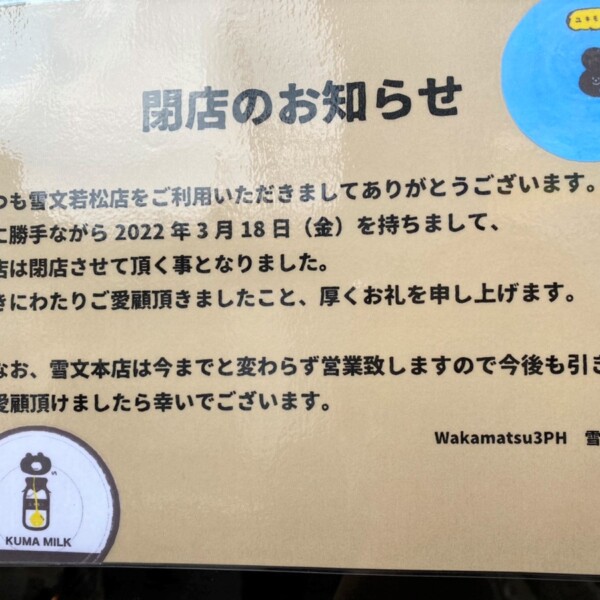 閉店のお知らせ
つも雪文若松店をご利用いただきましてありがとうございます。
に勝手ながら 2022 年 3 月 18 日（金）を持ちまして、
店は閉店させて頂く事となりました。
きにわたりご愛顧頂きましたこと、厚くお礼を申し上げます。
なお、雪文本店は今までと変わらず営業致しますので今後も引き
愛顧頂けましたら幸いでございます。
Wakamatsu3PH 雪
KUMA MILK